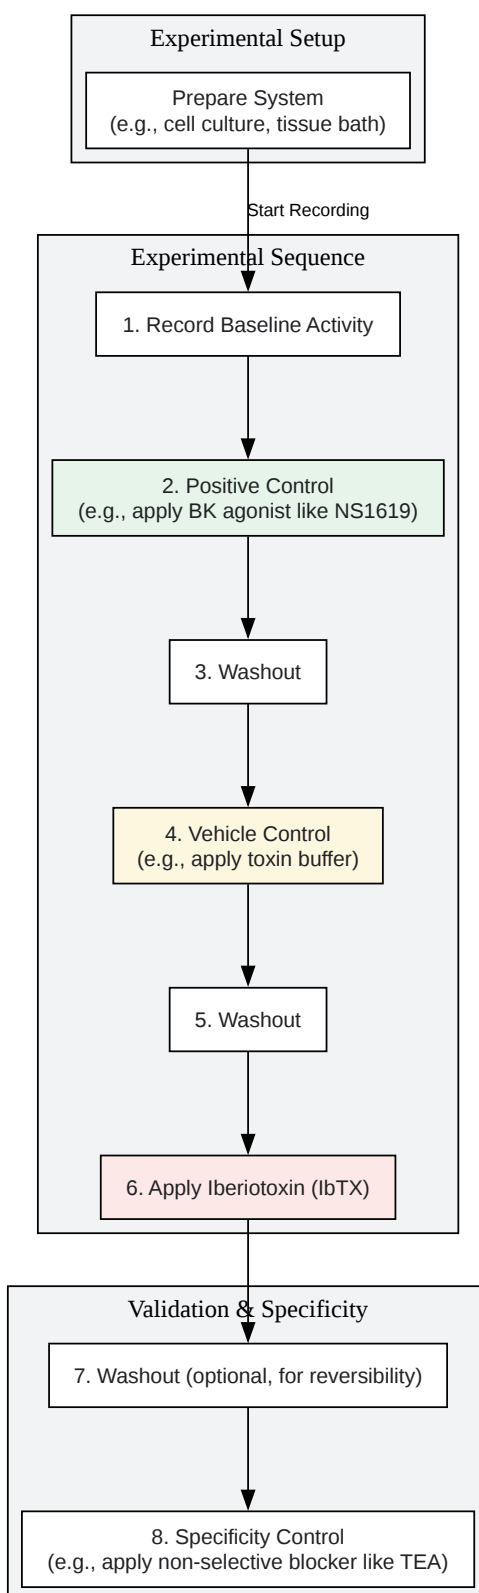 Experimental Setup
Prepare System
(e.g., cell culture, tissue bath)
Start Recording
Experimental Sequence
1. Record Baseline Activity
2. Positive Control
(e.g., apply BK agonist like NS1619)
3. Washout
4. Vehicle Control
(e.g., apply toxin buffer)
5. Washout
6. Apply Iberiotoxin (IbTX)
Validation & Specificity
7. Washout (optional, for reversibility)
8. Specificity Control
(e.g., apply non-selective blocker like TEA)